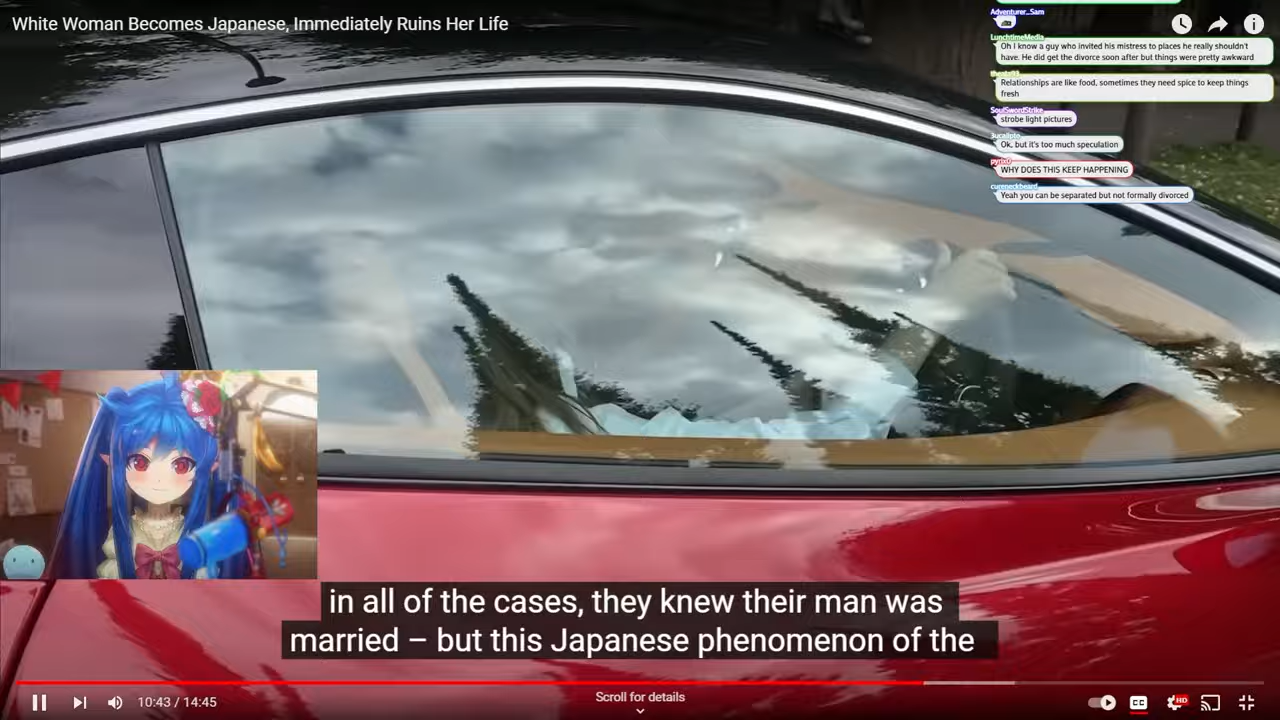 White Woman Becomes Japanese, Immediately Ruins Her Life
Adventurer_Sam
LunchtimeMedia
Oh I know a guy who invited his mistress to places he really shouldn't
have. He did get the divorce soon after but things were pretty awkward
Relationships are like food, sometimes they need spice to keep things
fresh
SoulSwordStrike
strobe light pictures
3ucalipto
Ok, but it's too much speculation
pyrix0
WHY DOES THIS KEEP HAPPENING
cureneckbeard
Yeah you can be separated but not formally divorced
in all of the cases, they knew their man was
married – but this Japanese phenomenon of the
10:43 / 14:45
Scroll for details
CC
HD